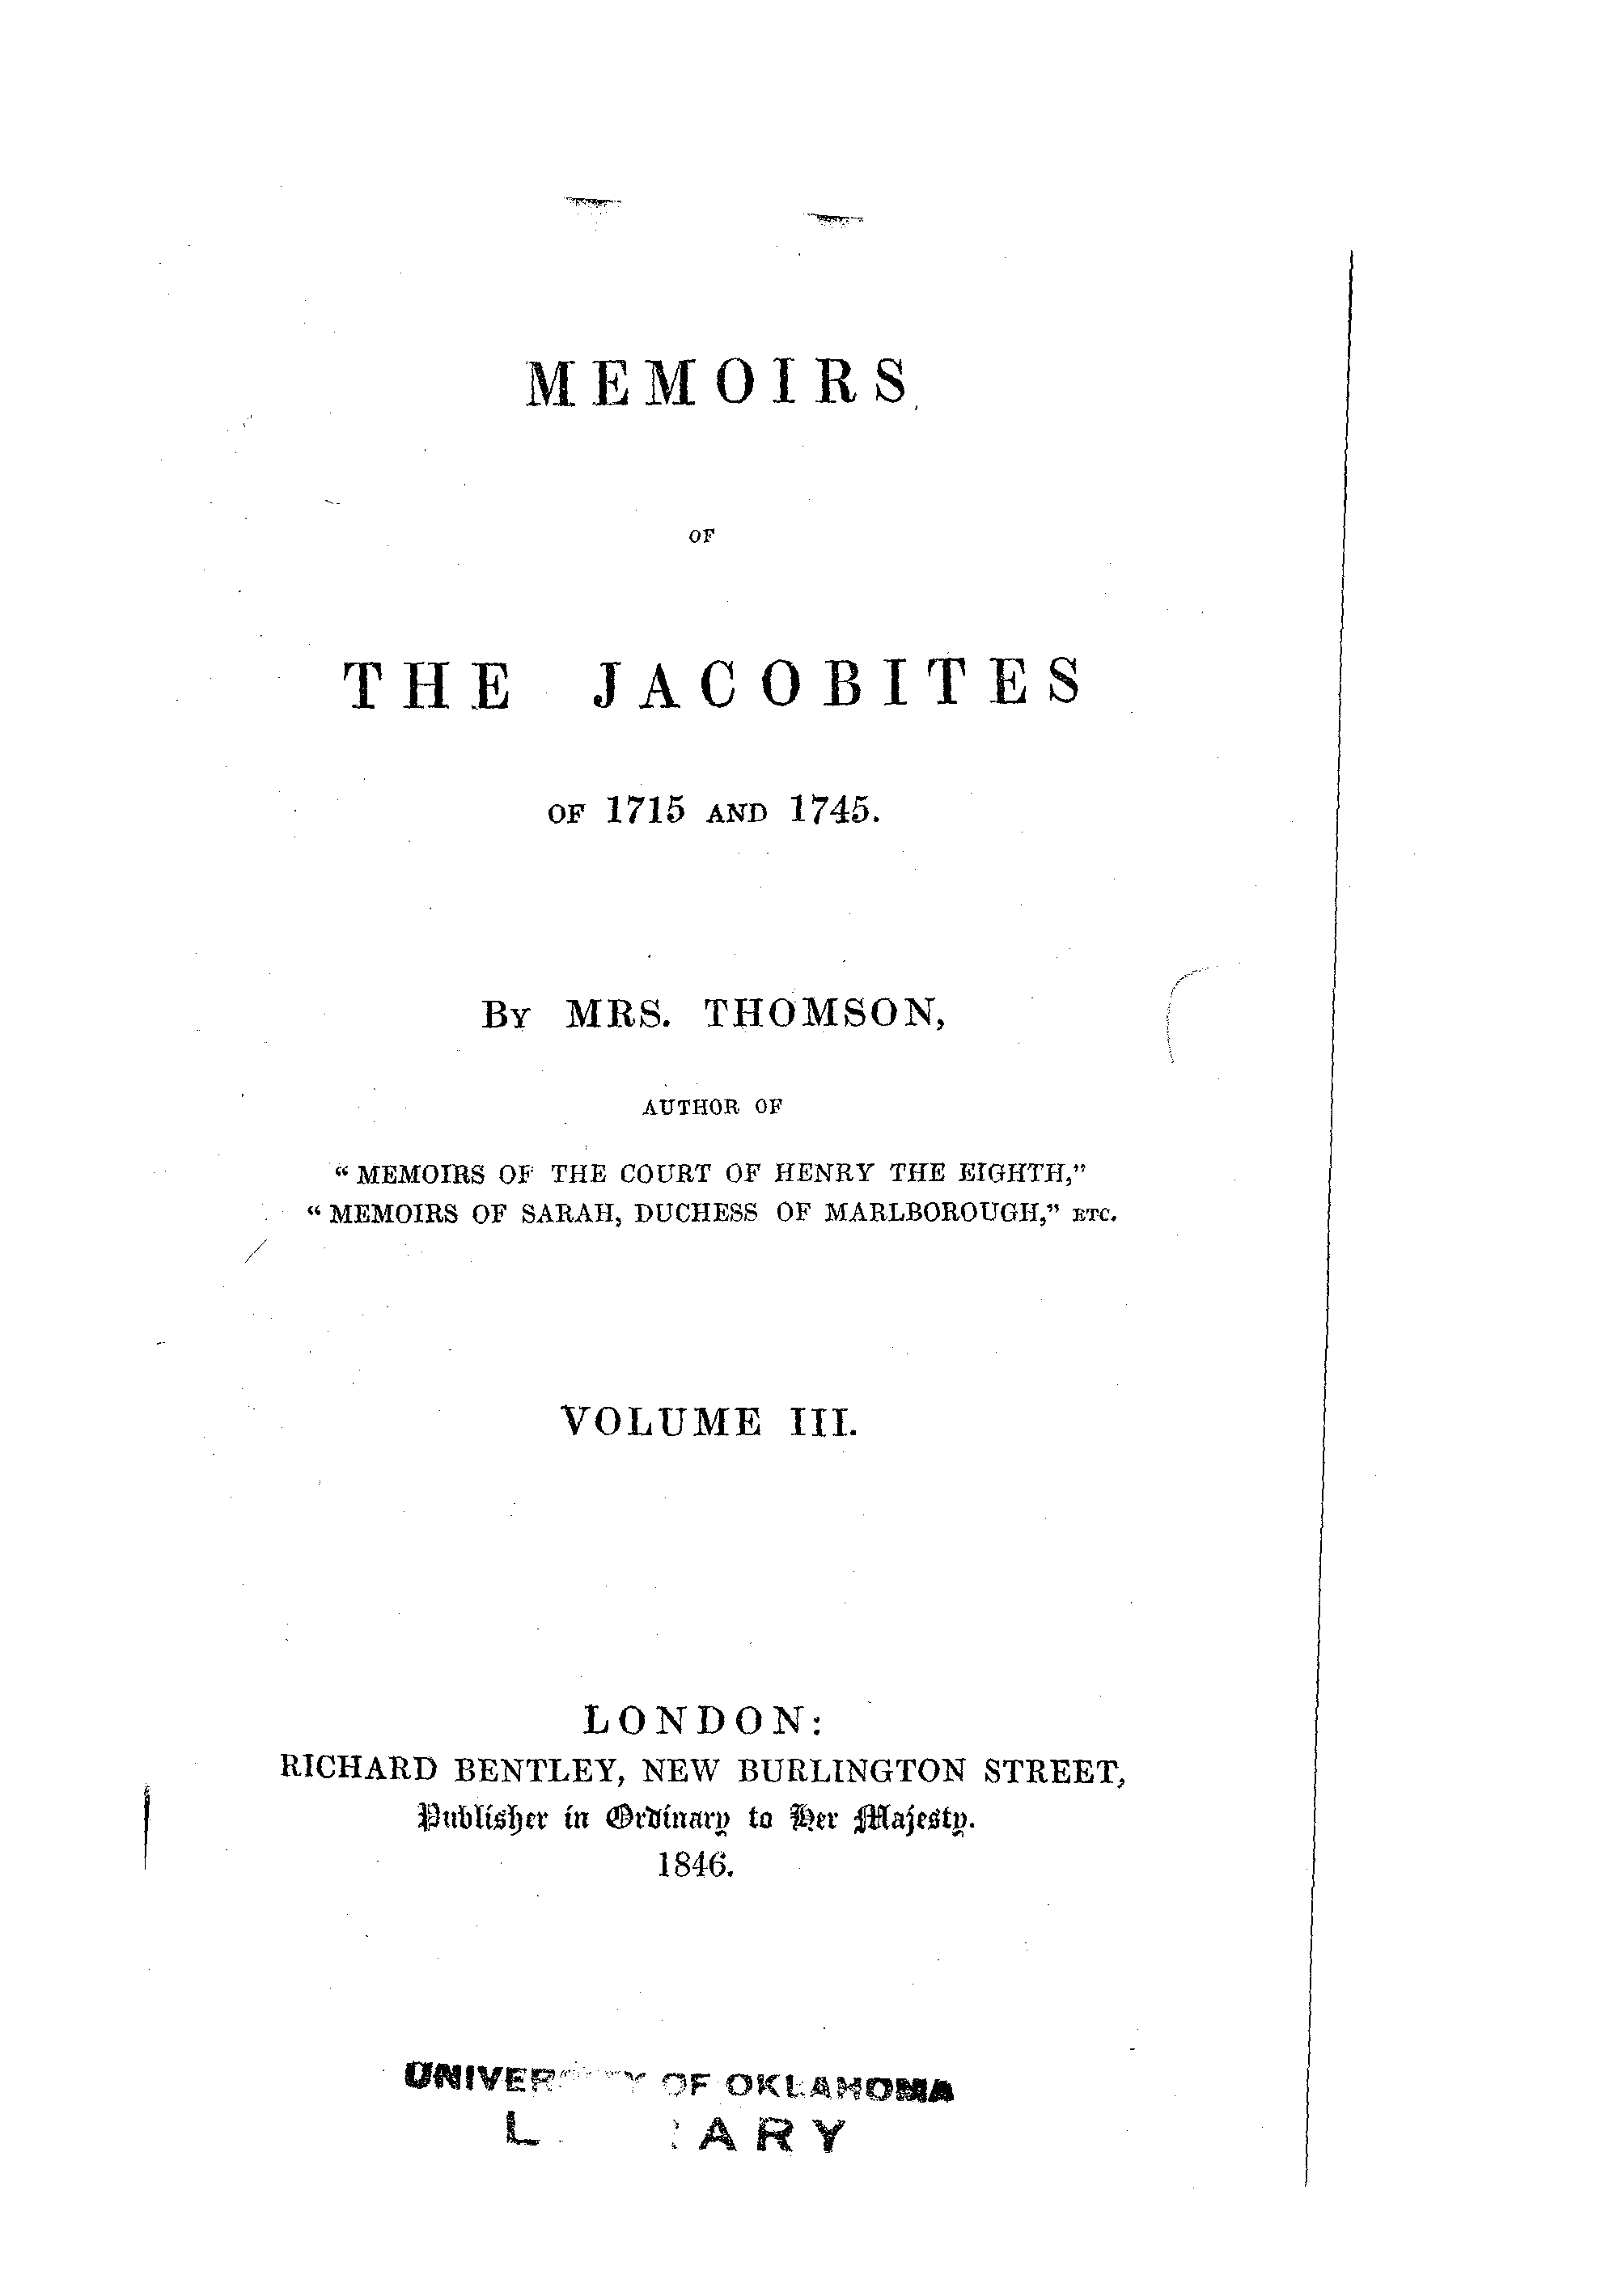 MEMOIRS
OF
THE JACOBITES
OF 1715 AND 1745.
By MRS. THOMSON,
AUTHOR OF
“MEMOIRS OF THE COURT OF HENRY THE EIGHTH,”
“MEMOIRS OF SARAH, DUCHESS OF MARLBOROUGH,” ETC.
VOLUME III.
LONDON:
RICHARD BENTLEY, NEW BURLINGTON STREET,
Publisher in Ordinary to Her Majesty.
1846.
OF OKLAHOMA